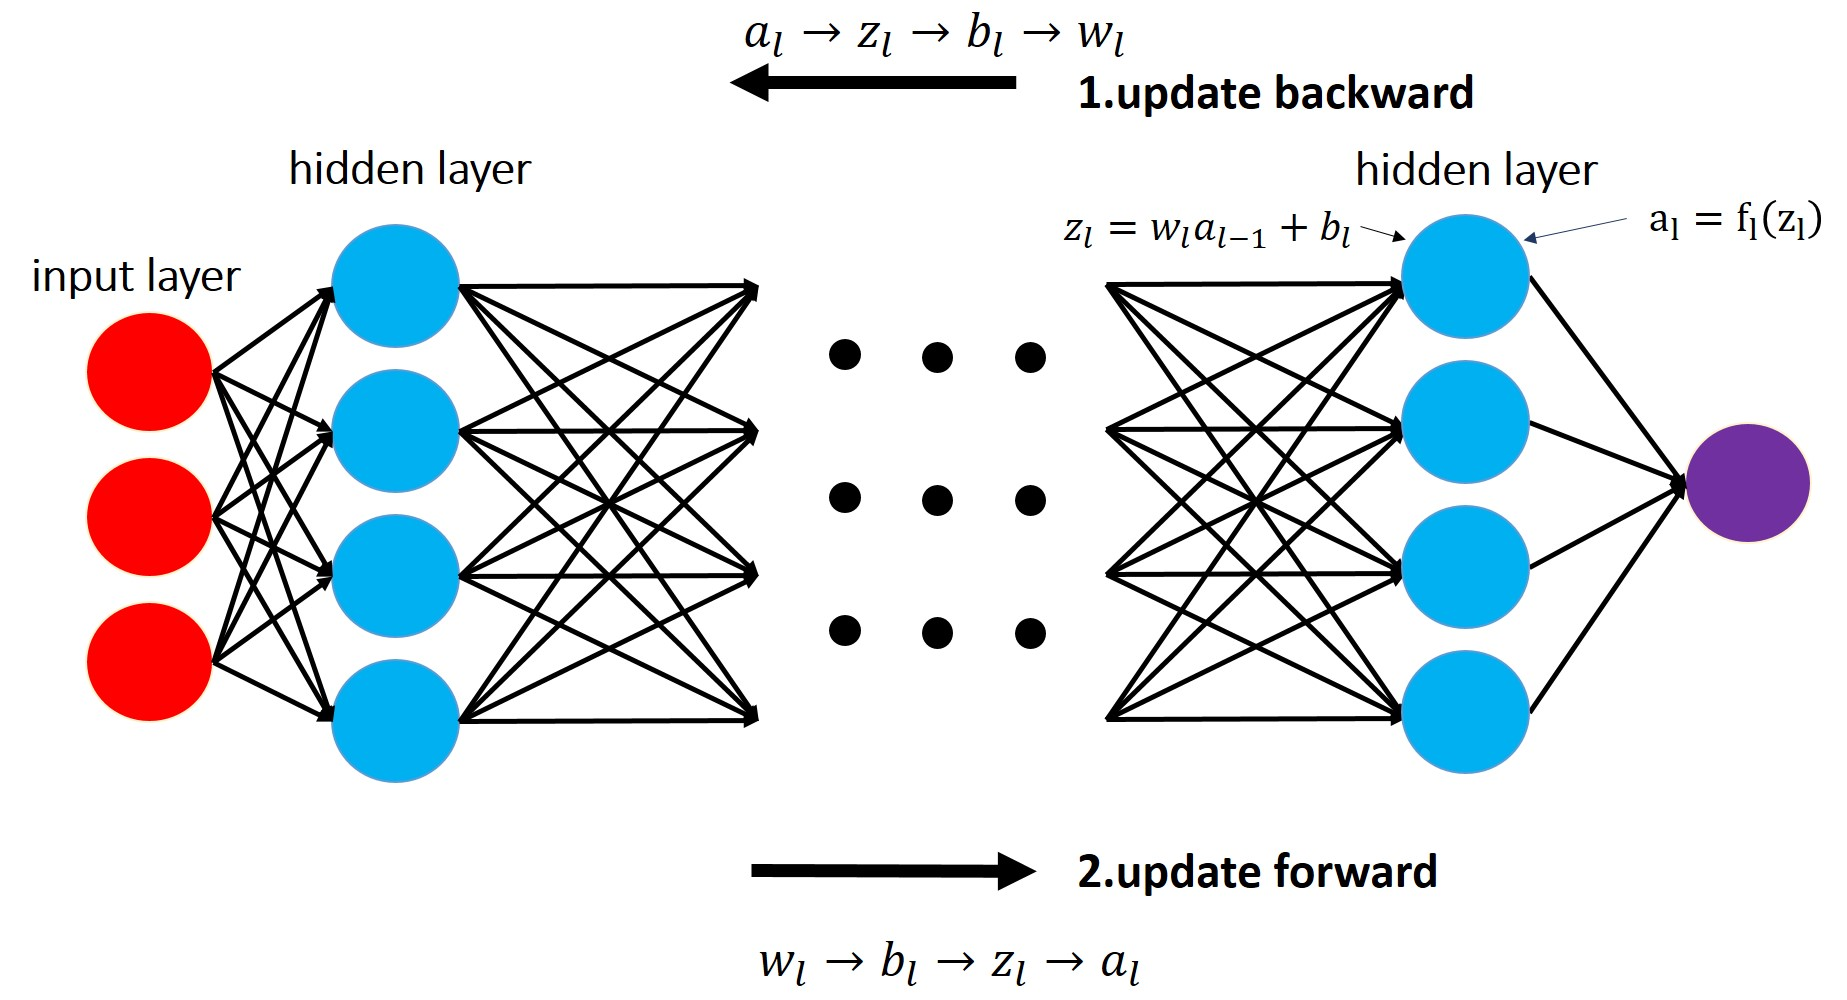 a_l → z_l → b_l → w_l
1.update backward
hidden layer
hidden layer
z_l = w_l a_{l−1} + b_l
a_l = f_l(z_l)
input layer
2.update forward
w_l → b_l → z_l → a_l